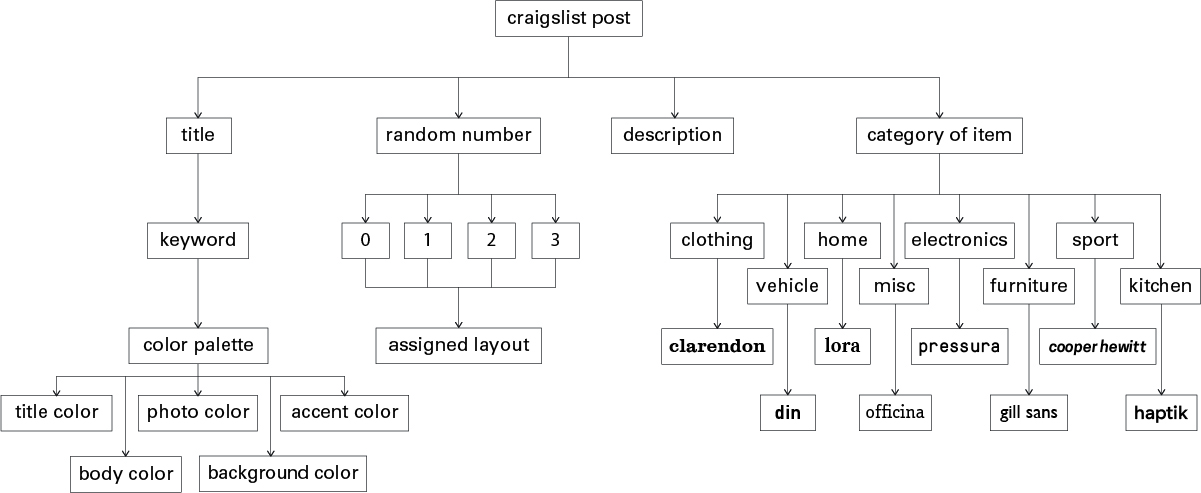 craigslist post
title
random number
description
category of item
keyword
0
1
2
3
clothing
home
electronics
sport
vehicle
misc
furniture
kitchen
color palette
assigned layout
clarendon
lora
pressura
cooper hewitt
title color
photo color
accent color
din
officina
gill sans
haptik
body color
background color